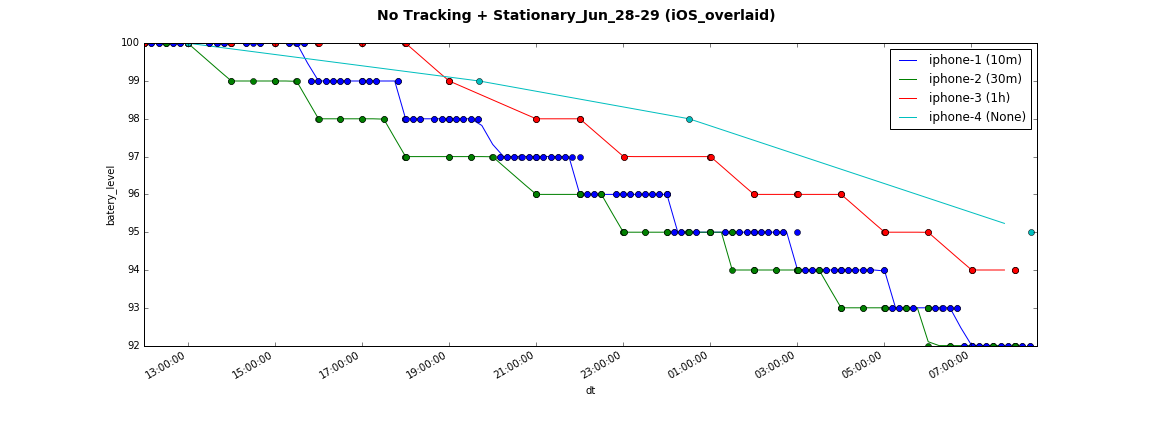 No Tracking + Stationary_Jun_28-29 (iOS_overlaid)
100
99
98
97
96
95
94
93
92
batery_level
iphone-1 (10m)
iphone-2 (30m)
iphone-3 (1h)
iphone-4 (None)
13:00:00
15:00:00
17:00:00
19:00:00
21:00:00
23:00:00
01:00:00
03:00:00
05:00:00
07:00:00
dt